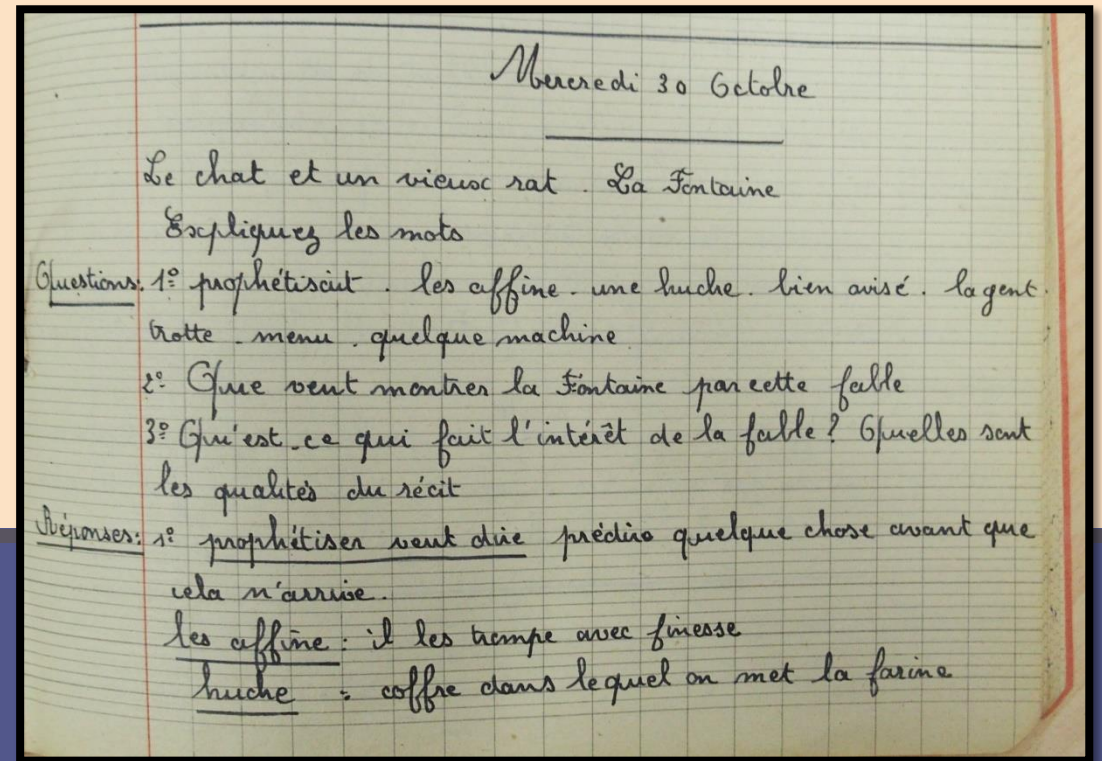 Mercredi 30 Octobre
Le chat et un vieux rat. La Fontaine
Expliquez les mots
Questions: 1º prophétisait. les affine. une huche. bien avisé. la gent.
trotte-menu. quelque machine
2º Que veut montrer la Fontaine par cette fable
3º Qu'est-ce qui fait l'intérêt de la fable? Quelles sont
les qualités du récit
Réponses: 1º prophétiser veut dire prédire quelque chose avant que
cela n'arrive.
les affine: il les trompe avec finesse
huche = coffre dans lequel on met la farine